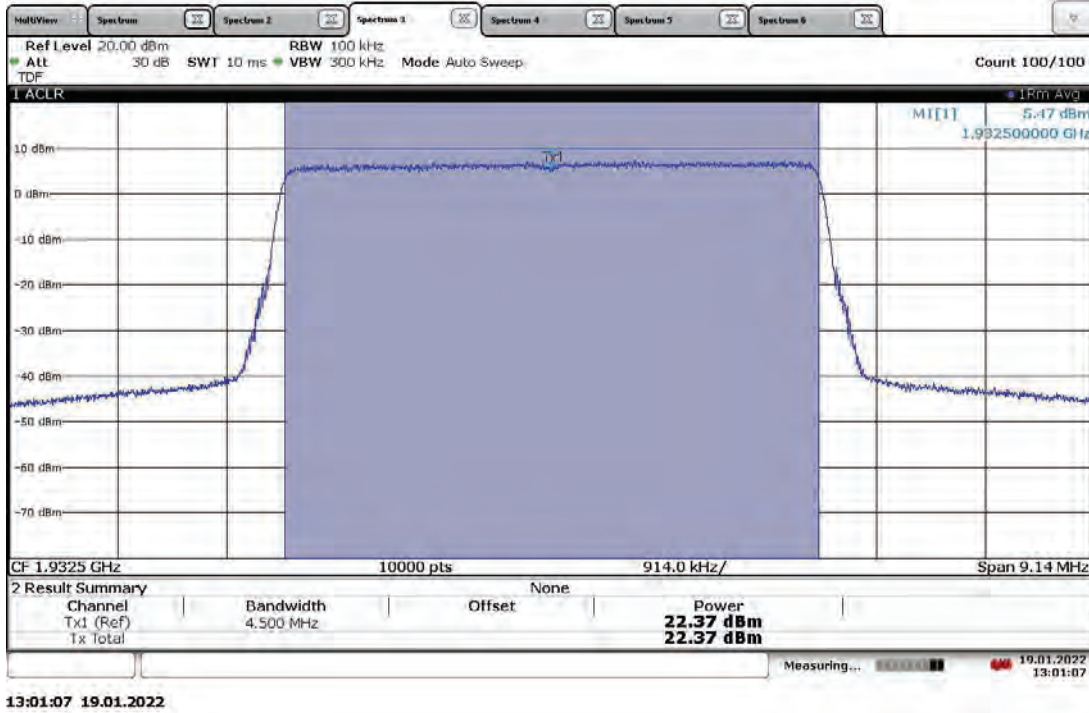 MultiView Spectrum Spectrum 2 Spectrum 3 Spectrum 4 Spectrum 5 Spectrum 6
Ref Level 20.00 dBm RBW 100 kHz
Att 30 dB SWT 10 ms VBW 300 kHz Mode Auto Sweep Count 100/100
TDF
1 ACLR 1Rm Avg
M1[1] 5.47 dBm
1.932500000 GHz
10 dBm
Tx1
0 dBm
-10 dBm
-20 dBm
-30 dBm
-40 dBm
-50 dBm
-60 dBm
-70 dBm
CF 1.9325 GHz 10000 pts 914.0 kHz/ Span 9.14 MHz
2 Result Summary None
Channel Bandwidth Offset Power
Tx1 (Ref) 4.500 MHz 22.37 dBm
Tx Total 22.37 dBm
Measuring... 19.01.2022
13:01:07
13:01:07 19.01.2022